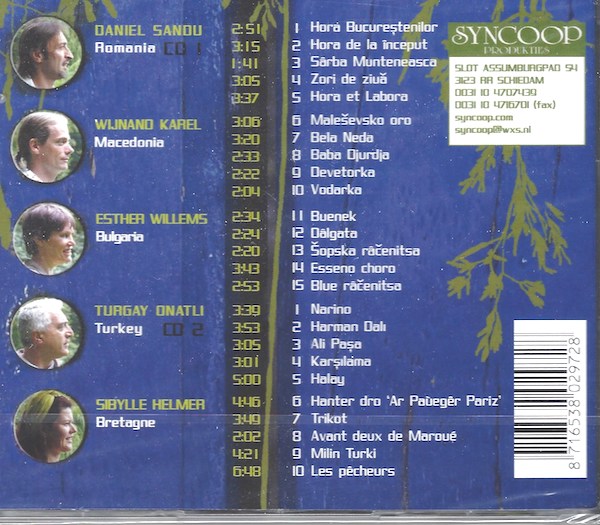 DANIEL SANDU
Romania CD 1
2:51 1 Hora Bucureştenilor
3:15 2 Hora de la început
1:41 3 Sârba Munteneasca
3:05 4 Zori de ziuă
3:37 5 Hora et Labora
WIJNAND KAREL
Macedonia
3:06 6 Maleševsko oro
3:20 7 Bela Neda
2:33 8 Baba Djurdja
2:22 9 Devetorka
2:04 10 Vodarka
ESTHER WILLEMS
Bulgaria
2:34 11 Buenek
2:24 12 Dâlgata
2:20 13 Šopska râčenitsa
3:43 14 Esseno choro
2:53 15 Blue râčenitsa
TURGAY ONATLI
Turkey CD 2
3:39 1 Narino
3:53 2 Harman Dalı
3:05 3 Ali Paşa
3:01 4 Karşılama
5:00 5 Halay
SIBYLLE HELMER
Bretagne
4:46 6 Hanter dro 'Ar Paùegêr Pariz'
3:49 7 Trikot
2:02 8 Avant deux de Maroué
4:21 9 Milin Turki
6:48 10 Les pêcheurs
SYNCOOP
PRODUKTIES
SLOT ASSUMBURGPAD 54
3123 RR SCHIEDAM
0031 10 4707439
0031 10 4716701 (fax)
syncoop.com
syncoop@wxs.nl
8 716538 029728